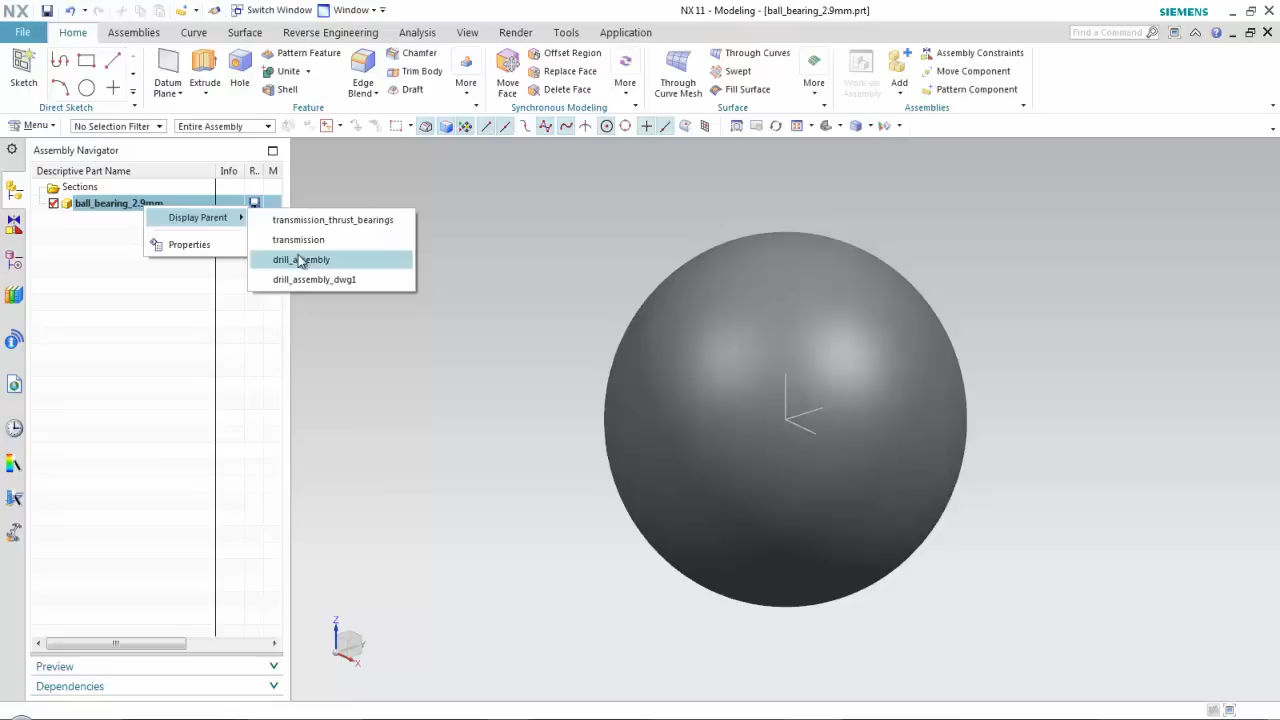 NX
Switch Window
Window
NX 11 - Modeling - [ball_bearing_2.9mm.prt]
SIEMENS
File
Home
Assemblies
Curve
Surface
Reverse Engineering
Analysis
View
Render
Tools
Application
Find a Command
Sketch
Direct Sketch
Datum Plane
Extrude
Hole
Pattern Feature
Unite
Shell
Edge Blend
Chamfer
Trim Body
Draft
More
Feature
Move Face
Offset Region
Replace Face
Delete Face
More
Synchronous Modeling
Through Curve Mesh
Through Curves
Swept
Fill Surface
More
Surface
Work on Assembly
Add
Assembly Constraints
Move Component
Pattern Component
Assemblies
Menu
No Selection Filter
Entire Assembly
Assembly Navigator
Descriptive Part Name
Info
R..
M
Sections
ball_bearing_2.9mm
Display Parent
Properties
transmission_thrust_bearings
transmission
drill_assembly
drill_assembly_dwg1
Z
Y
X
Preview
Dependencies